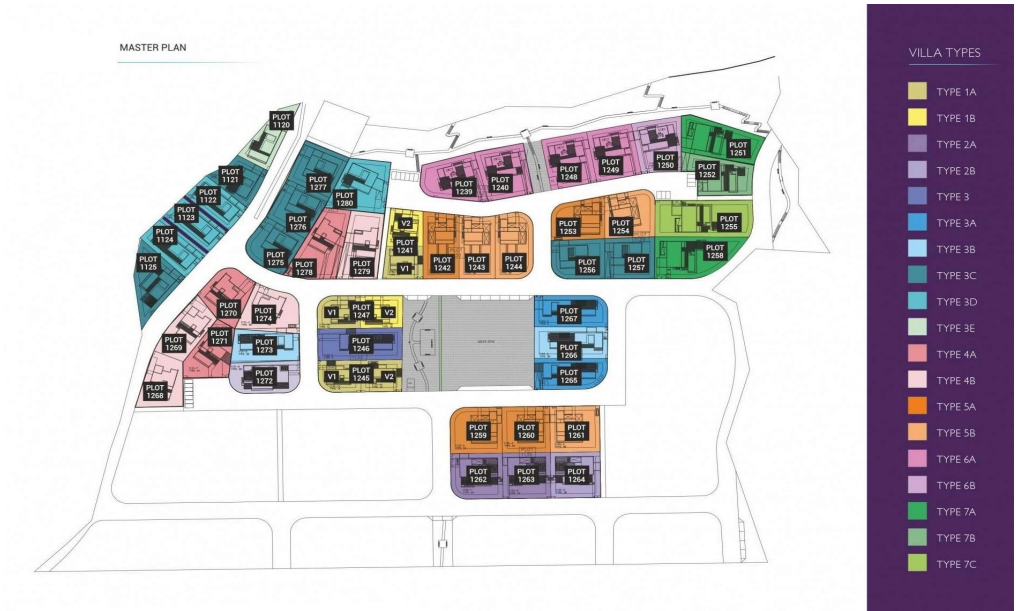 MASTER PLAN
VILLA TYPES
TYPE 1A
TYPE 1B
TYPE 2A
TYPE 2B
TYPE 3
TYPE 3A
TYPE 3B
TYPE 3C
TYPE 3D
TYPE 3E
TYPE 4A
TYPE 4B
TYPE 5A
TYPE 5B
TYPE 6A
TYPE 6B
TYPE 7A
TYPE 7B
TYPE 7C
PLOT
1120
PLOT
1121
PLOT
1122
PLOT
1123
PLOT
1124
PLOT
1125
PLOT
1277
PLOT
1280
PLOT
1276
PLOT
1275
PLOT
1278
PLOT
1279
V2
PLOT
1241
V1
PLOT
1242
PLOT
1243
PLOT
1244
PLOT
1239
PLOT
1240
PLOT
1248
PLOT
1249
PLOT
1250
PLOT
1251
PLOT
1252
PLOT
1253
PLOT
1254
PLOT
1255
PLOT
1256
PLOT
1257
PLOT
1258
PLOT
1270
PLOT
1274
PLOT
1269
PLOT
1271
PLOT
1273
PLOT
1272
PLOT
1268
V1
PLOT
1247
V2
PLOT
1246
V1
PLOT
1245
V2
PLOT
1267
PLOT
1266
PLOT
1265
PLOT
1259
PLOT
1260
PLOT
1261
PLOT
1262
PLOT
1263
PLOT
1264